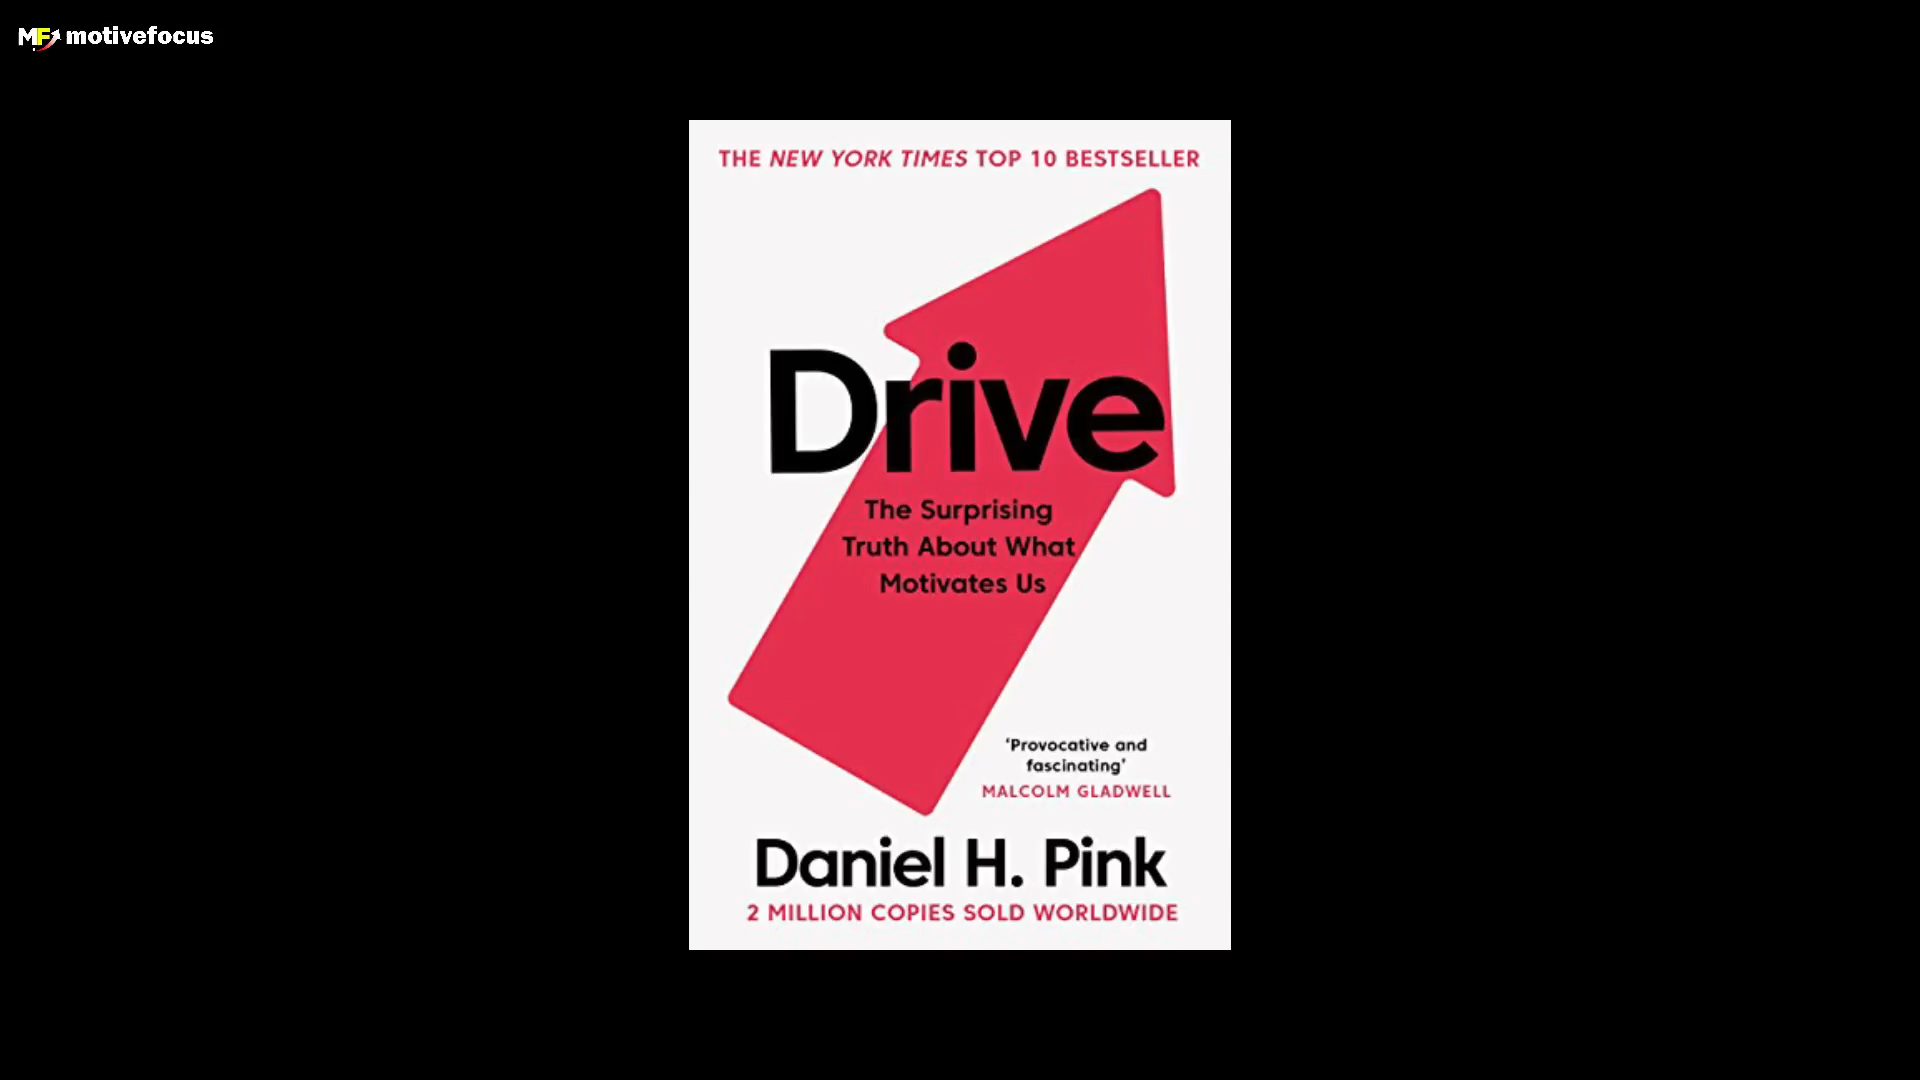 MF motivefocus
THE NEW YORK TIMES TOP 10 BESTSELLER
Drive
The Surprising
Truth About What
Motivates Us
‘Provocative and
fascinating’
MALCOLM GLADWELL
Daniel H. Pink
2 MILLION COPIES SOLD WORLDWIDE